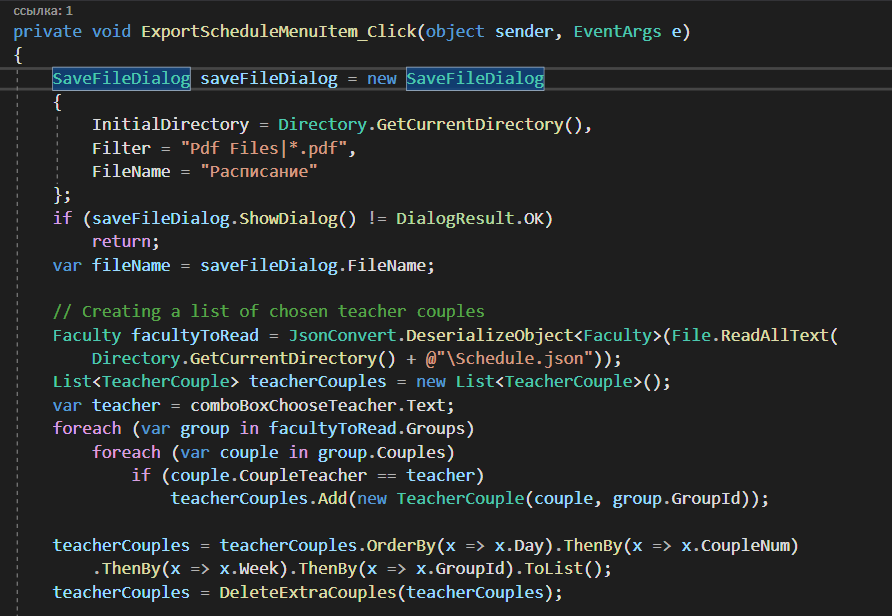 ссылка: 1
private void ExportScheduleMenuItem_Click(object sender, EventArgs e)
{
    SaveFileDialog saveFileDialog = new SaveFileDialog
    {
        InitialDirectory = Directory.GetCurrentDirectory(),
        Filter = "Pdf Files|*.pdf",
        FileName = "Расписание"
    };
    if (saveFileDialog.ShowDialog() != DialogResult.OK)
        return;
    var fileName = saveFileDialog.FileName;

    // Creating a list of chosen teacher couples
    Faculty facultyToRead = JsonConvert.DeserializeObject<Faculty>(File.ReadAllText(
        Directory.GetCurrentDirectory() + @"\Schedule.json"));
    List<TeacherCouple> teacherCouples = new List<TeacherCouple>();
    var teacher = comboBoxChooseTeacher.Text;
    foreach (var group in facultyToRead.Groups)
        foreach (var couple in group.Couples)
            if (couple.CoupleTeacher == teacher)
                teacherCouples.Add(new TeacherCouple(couple, group.GroupId));

    teacherCouples = teacherCouples.OrderBy(x => x.Day).ThenBy(x => x.CoupleNum)
        .ThenBy(x => x.Week).ThenBy(x => x.GroupId).ToList();
    teacherCouples = DeleteExtraCouples(teacherCouples);